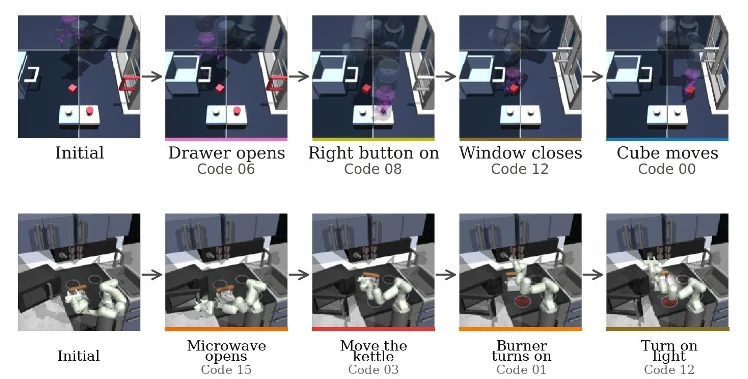 Initial
Drawer opens
Code 06
Right button on
Code 08
Window closes
Code 12
Cube moves
Code 00
Initial
Microwave
opens
Code 15
Move the
kettle
Code 03
Burner
turns on
Code 01
Turn on
light
Code 12